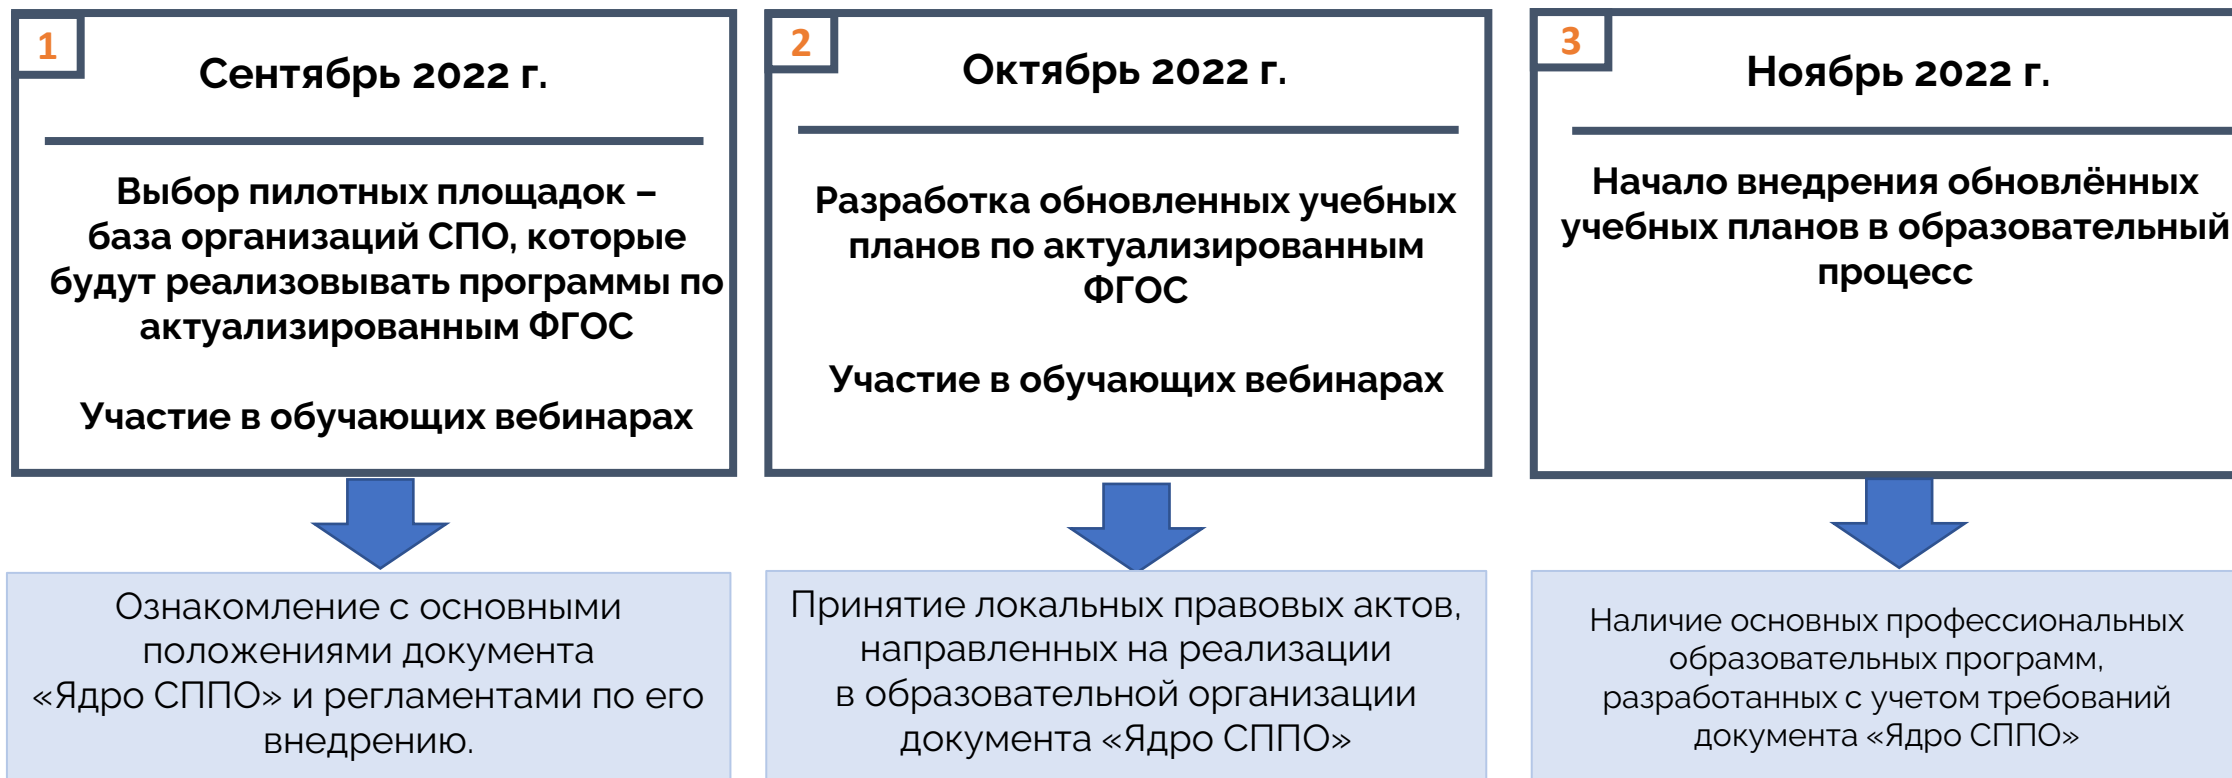 1
Сентябрь 2022 г.
Выбор пилотных площадок –
база организаций СПО, которые
будут реализовывать программы по
актуализированным ФГОС
Участие в обучающих вебинарах
Ознакомление с основными
положениями документа
«Ядро СППО» и регламентами по его
внедрению.
2
Октябрь 2022 г.
Разработка обновленных учебных
планов по актуализированным
ФГОС
Участие в обучающих вебинарах
Принятие локальных правовых актов,
направленных на реализации
в образовательной организации
документа «Ядро СППО»
3
Ноябрь 2022 г.
Начало внедрения обновлённых
учебных планов в образовательный
процесс
Наличие основных профессиональных
образовательных программ,
разработанных с учетом требований
документа «Ядро СППО»